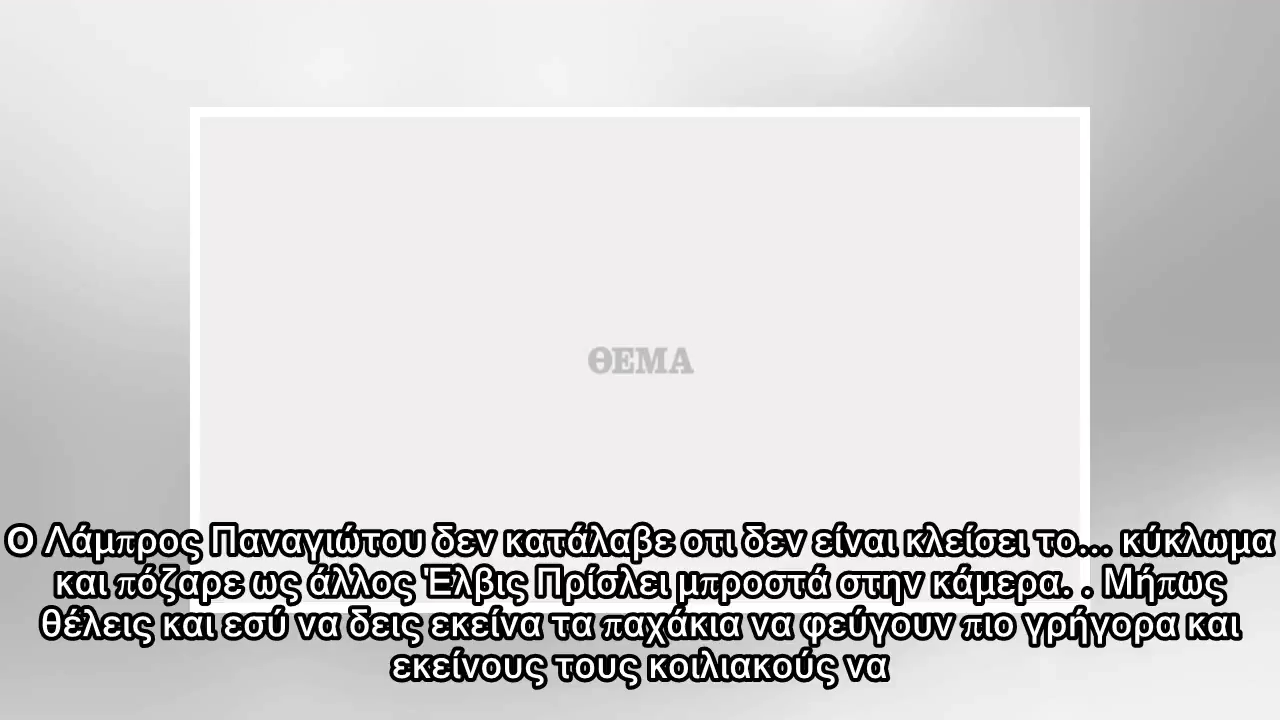 ΘΕΜΑ
Ο Λάμπρος Παναγιώτου δεν κατάλαβε οτι δεν είναι κλείσει το... κύκλωμα
και πόζαρε ως άλλος Έλβις Πρίσλεϊ μπροστά στην κάμερα. . Μήπως
θέλεις και εσύ να δεις εκείνα τα παχάκια να φεύγουν πιο γρήγορα και
εκείνους τους κοιλιακούς να